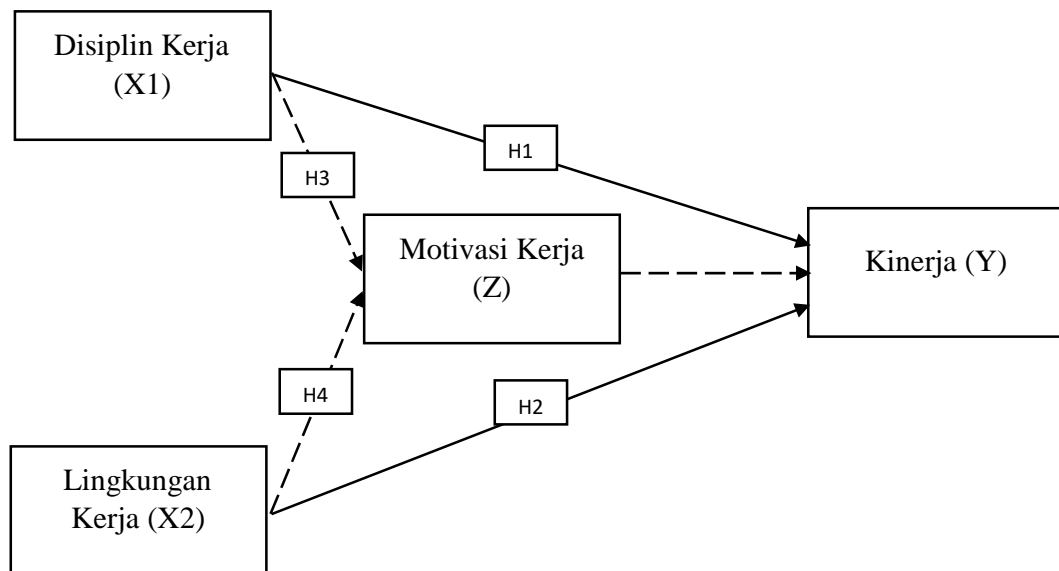 Disiplin Kerja
(X1)
H1
H3
Motivasi Kerja
(Z)
Kinerja (Y)
H4
H2
Lingkungan
Kerja (X2)